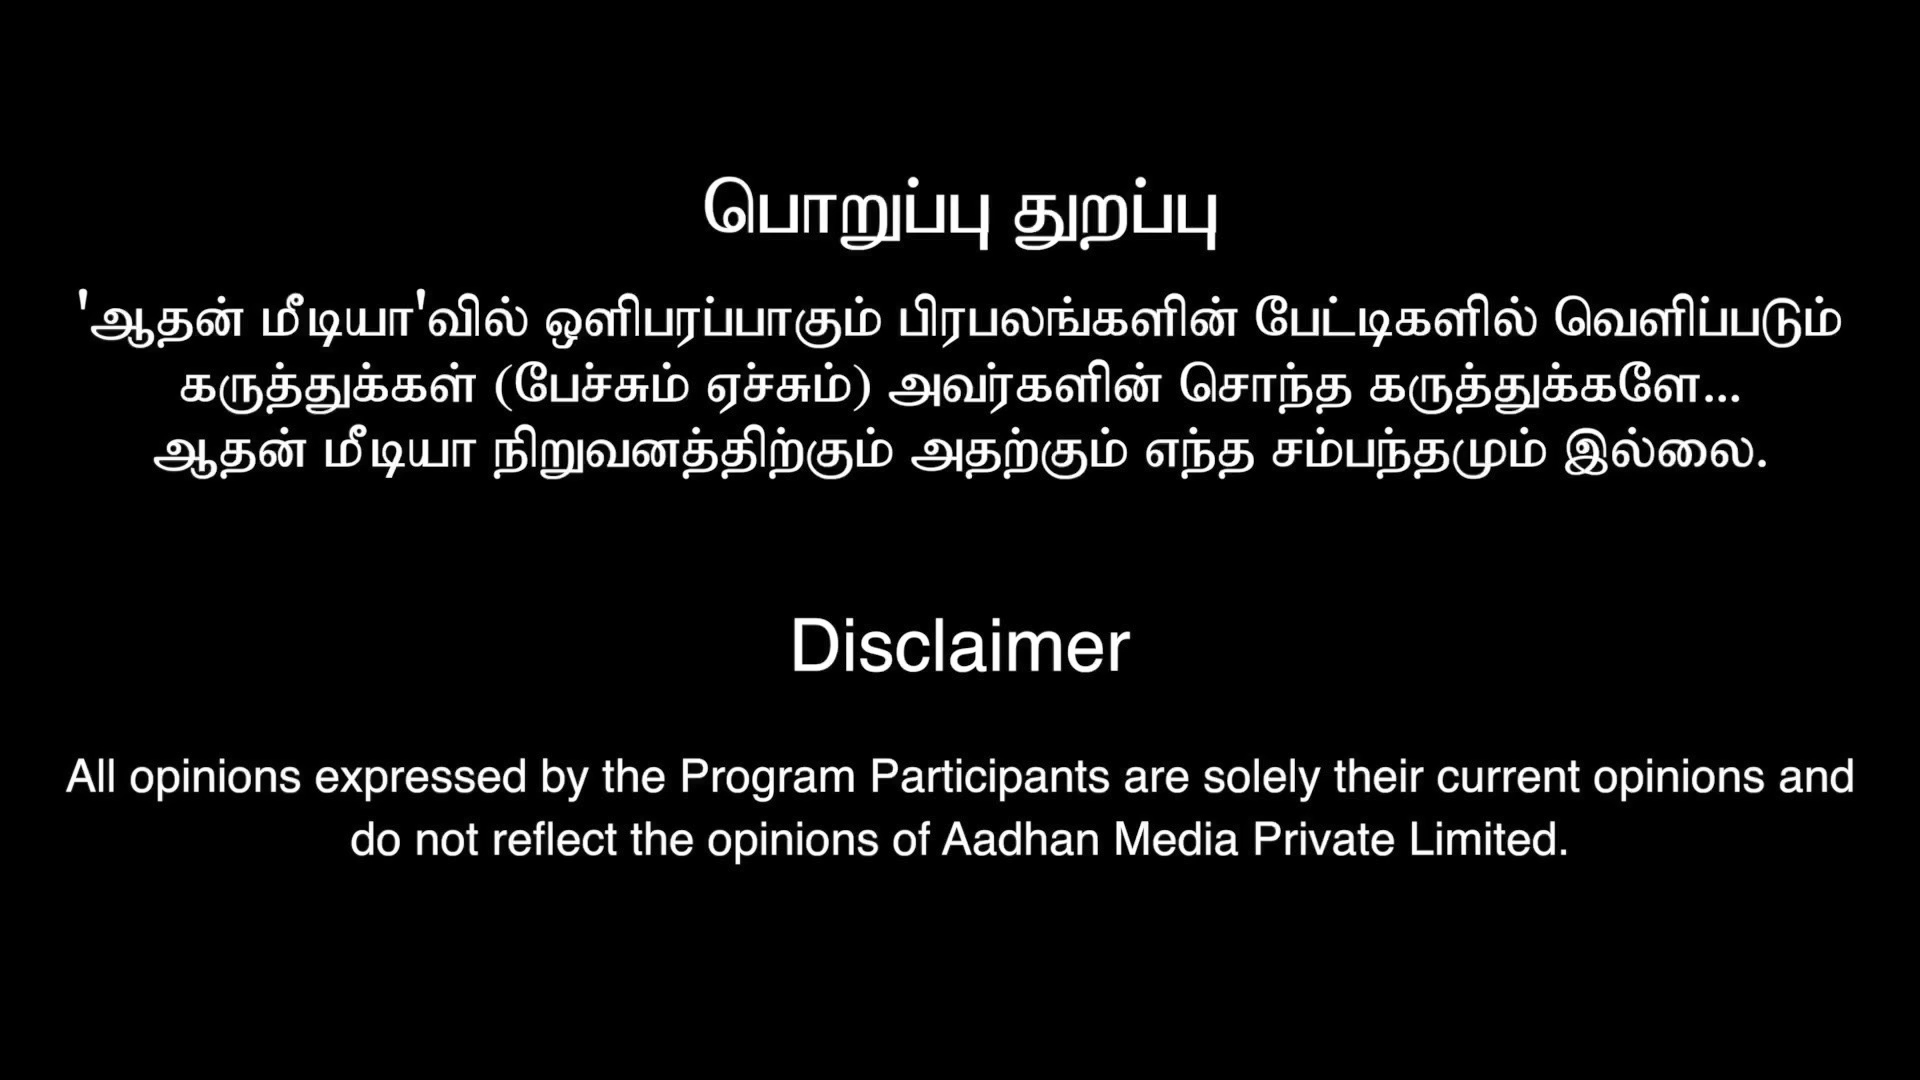 பொறுப்பு துறப்பு
'ஆதன் மீடியா'வில் ஒளிபரப்பாகும் பிரபலங்களின் பேட்டிகளில் வெளிப்படும்
கருத்துக்கள் (பேச்சும் ஏச்சும்) அவர்களின் சொந்த கருத்துக்களே...
ஆதன் மீடியா நிறுவனத்திற்கும் அதற்கும் எந்த சம்பந்தமும் இல்லை.
Disclaimer
All opinions expressed by the Program Participants are solely their current opinions and
do not reflect the opinions of Aadhan Media Private Limited.